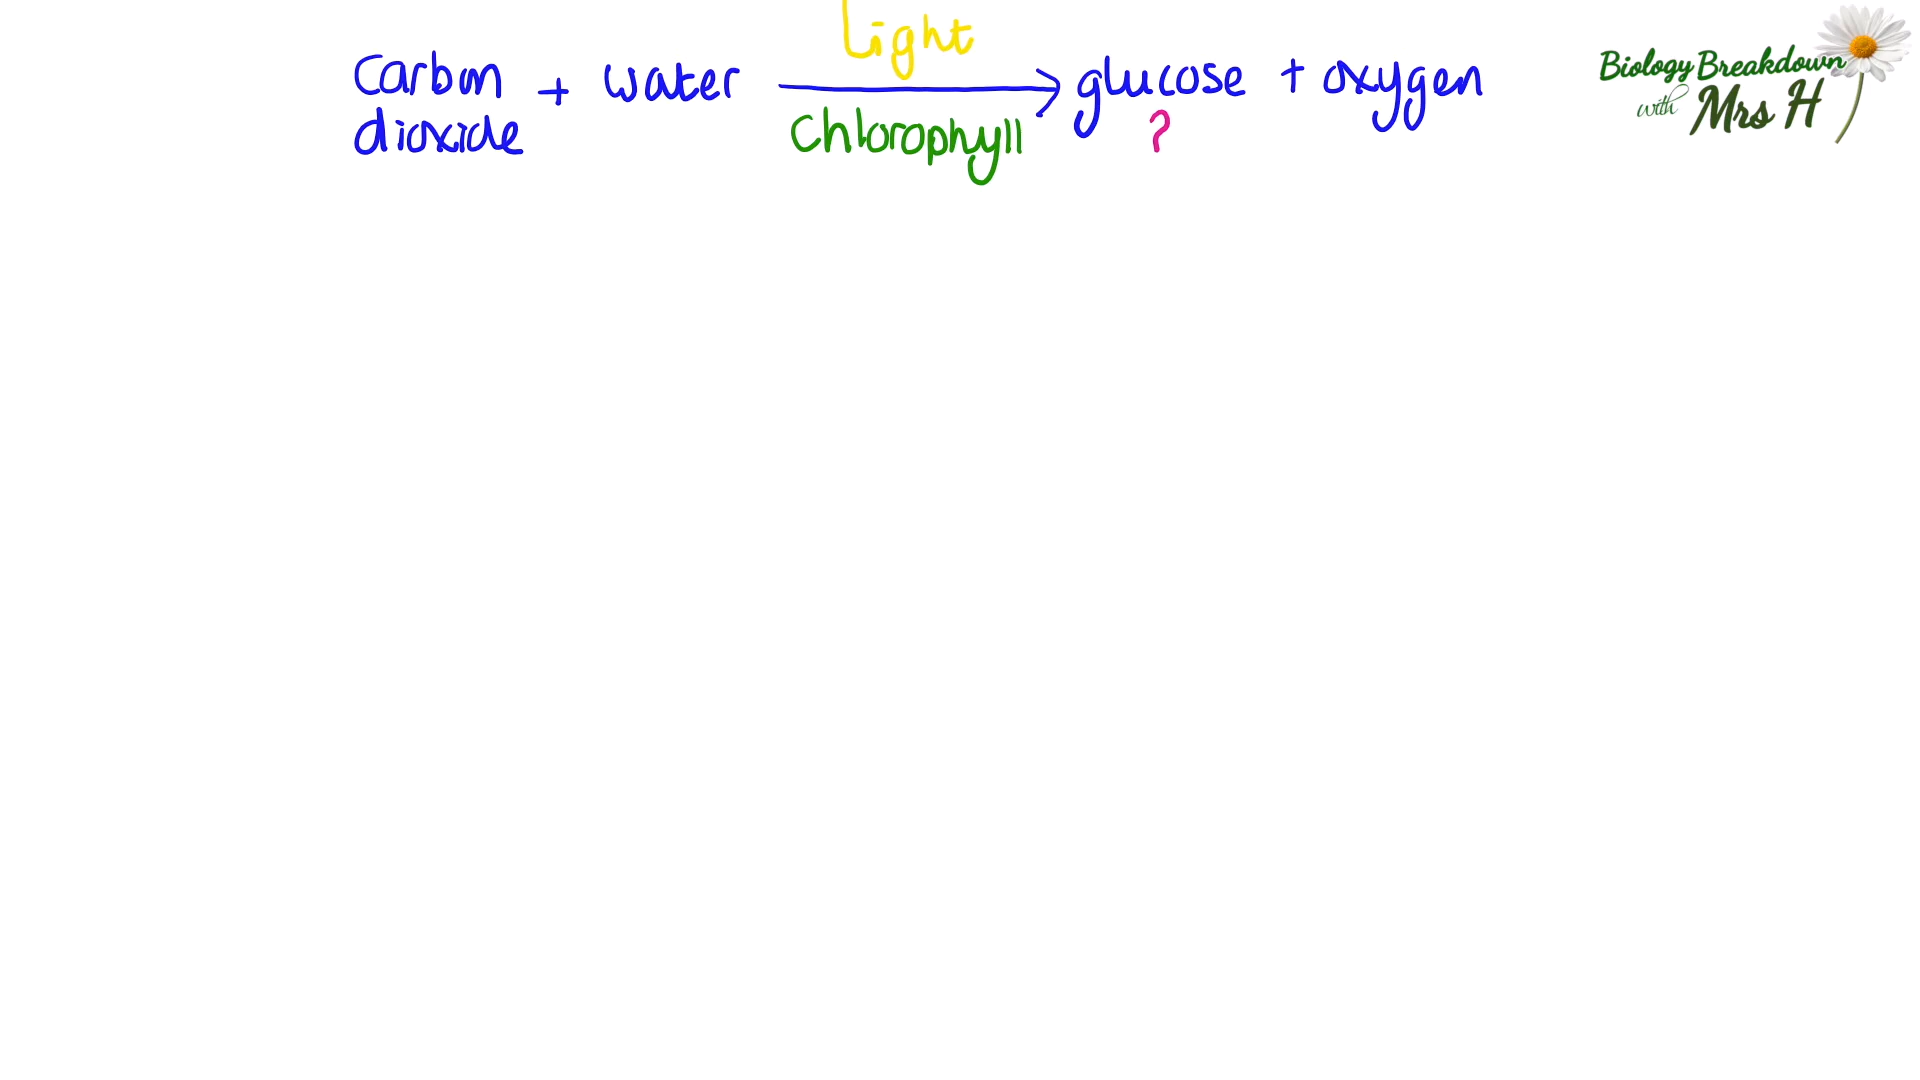 Light
Carbon + water → glucose + oxygen
dioxide
Chlorophyll
?
Biology Breakdown
with Mrs H